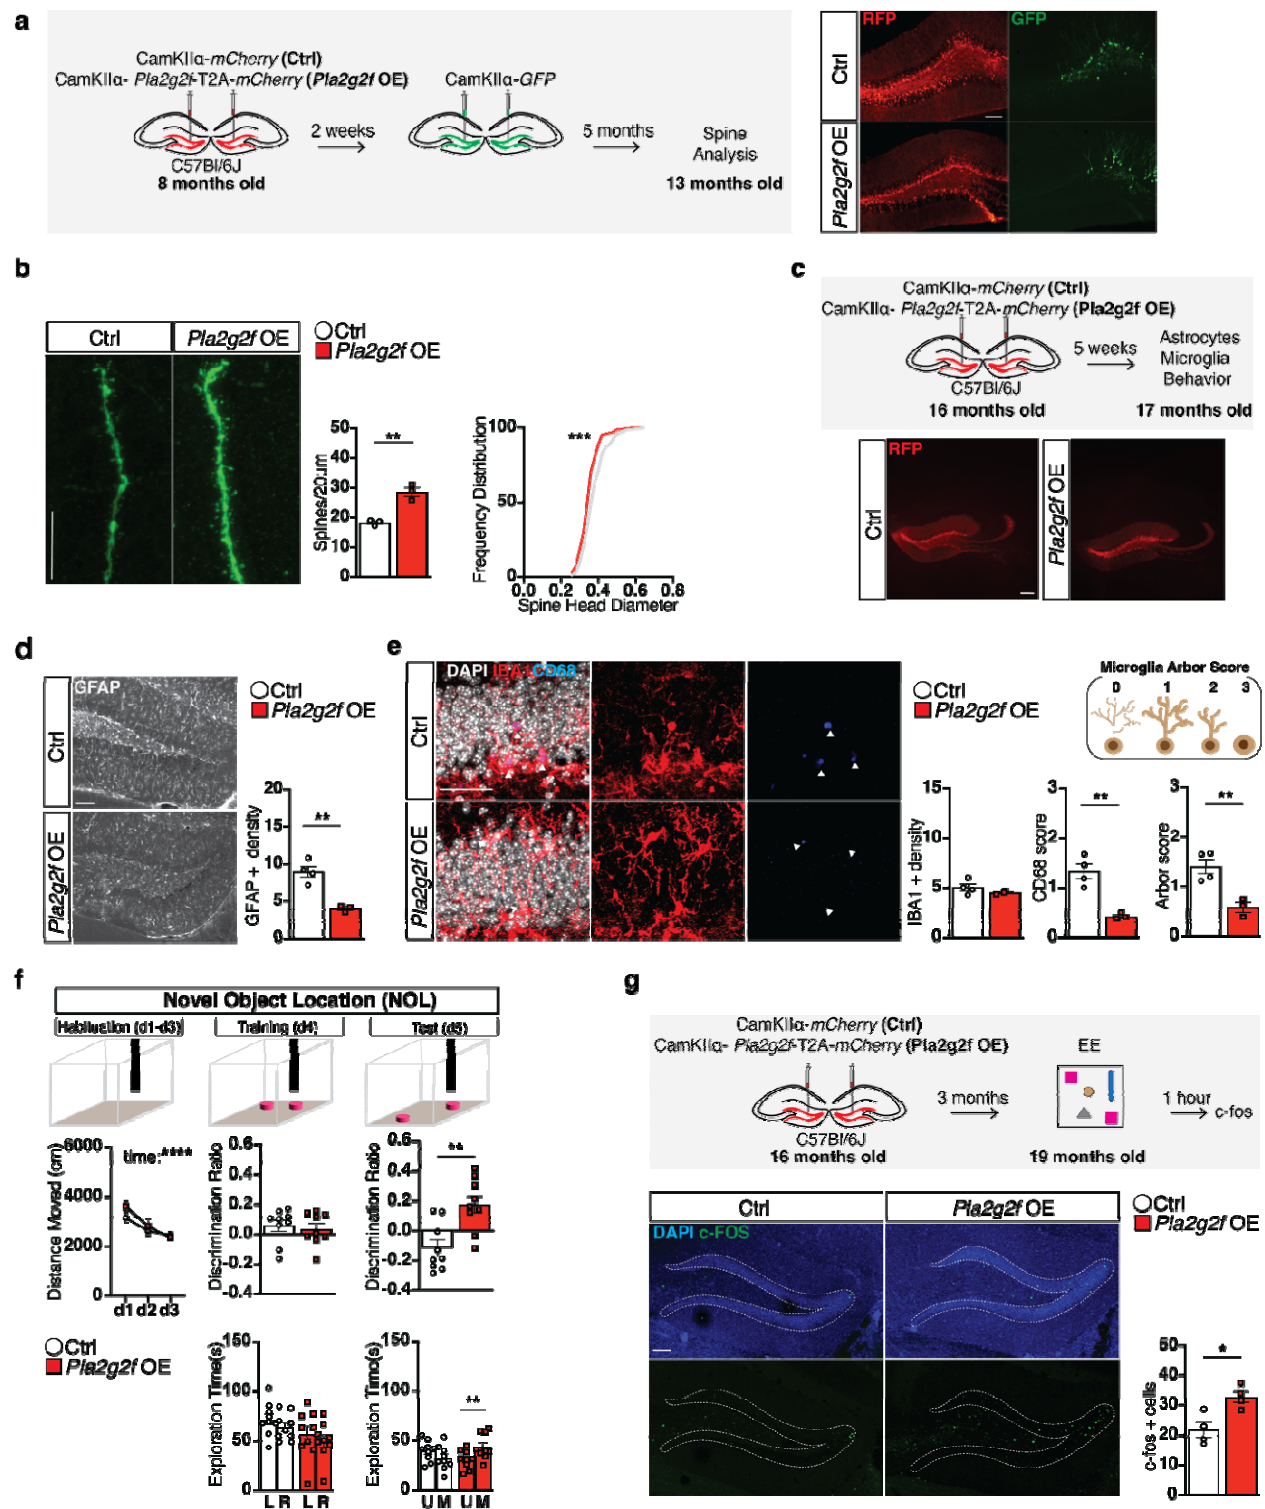 a
CamKIIα-mCherry (Ctrl)
CamKIIα- Pla2g2f-T2A-mCherry (Pla2g2f OE)
CamKIIα-GFP
2 weeks
5 months
Spine
Analysis
C57Bl/6J
8 months old
13 months old
RFP
GFP
Ctrl
Pla2g2f OE
b
Ctrl
Pla2g2f OE
Ctrl
Pla2g2f OE
50
40
30
20
10
0
Spines/20um
**
100
50
0
Frequency Distribution
***
0.0 0.2 0.4 0.6 0.8
Spine Head Diameter
c
CamKIIα-mCherry (Ctrl)
CamKIIα- Pla2g2f-T2A-mCherry (Pla2g2f OE)
5 weeks
Astrocytes
Microglia
Behavior
C57Bl/6J
16 months old
17 months old
Ctrl
RFP
Pla2g2f OE
d
GFAP
Ctrl
Pla2g2f OE
Ctrl
Pla2g2f OE
20
15
10
5
0
GFAP + density
**
e
Ctrl
Pla2g2f OE
DAPI IBA1 CD68
Ctrl
Pla2g2f OE
Microglia Arbor Score
0 1 2 3
15
10
5
0
IBA1 + density
3
2
1
0
CD68 score
**
3
2
1
0
Arbor score
**
f
Novel Object Location (NOL)
Habituation (d1-d3)
Training (d4)
Test (d5)
6000
4000
2000
0
Distance Moved (cm)
time:****
d1 d2 d3
0.6
0.4
0.2
0.0
-0.2
-0.4
Discrimination Ratio
0.6
0.4
0.2
0.0
-0.2
-0.4
Discrimination Ratio
**
Ctrl
Pla2g2f OE
150
100
50
0
Exploration Time(s)
L R L R
150
100
50
0
Exploration Time(s)
**
U M U M
g
CamKIIα-mCherry (Ctrl)
CamKIIα- Pla2g2f-T2A-mCherry (Pla2g2f OE)
EE
3 months
1 hour
c-fos
C57Bl/6J
16 months old
19 months old
Ctrl
Pla2g2f OE
DAPI c-FOS
Ctrl
Pla2g2f OE
50
40
30
20
10
0
c-fos + cells
*